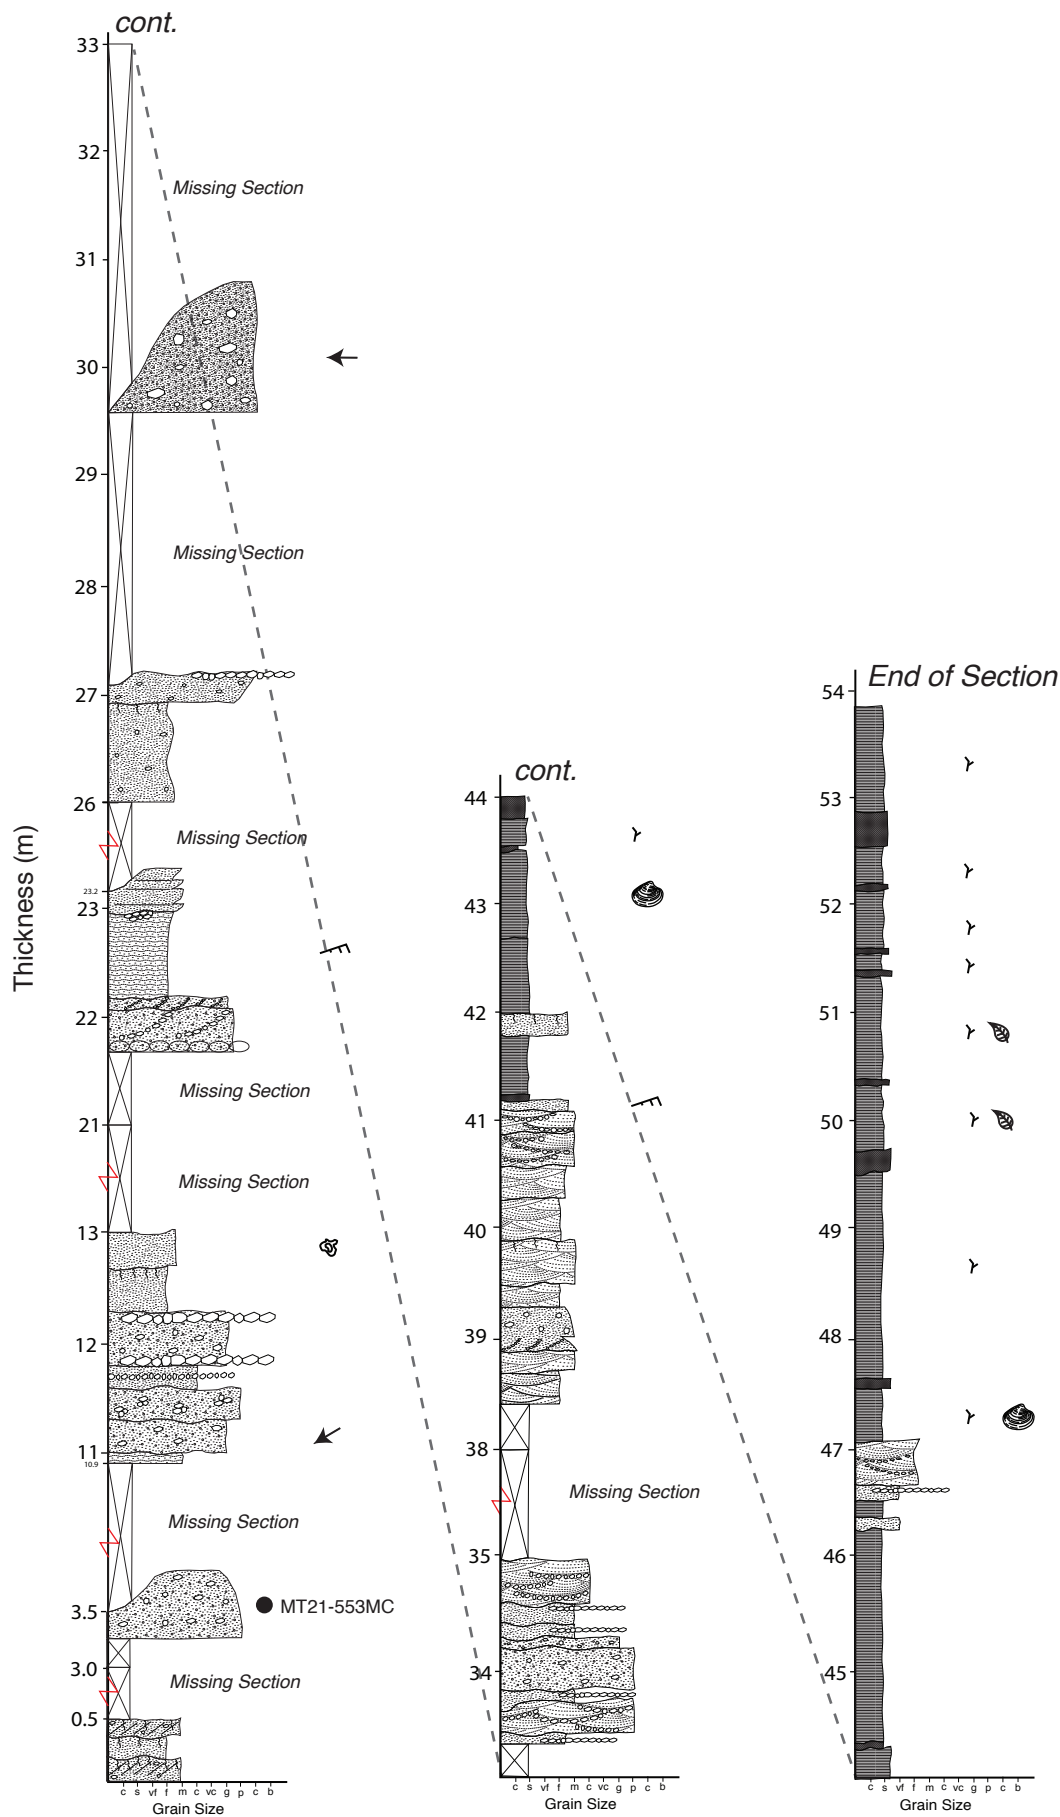 cont.
33
32
Missing Section
31
30
29
Missing Section
28
27
26
Missing Section
23.2
23
22
Missing Section
21
Missing Section
13
12
11
10.9
Missing Section
3.5
MT21-553MC
3.0
Missing Section
0.5
Thickness (m)
c s vf f m c vc g p c b
Grain Size
cont.
44
43
42
41
40
39
38
Missing Section
35
34
c s vf f m c vc g p c b
Grain Size
End of Section
54
53
52
51
50
49
48
47
46
45
c s vf f m c vc g p c b
Grain Size